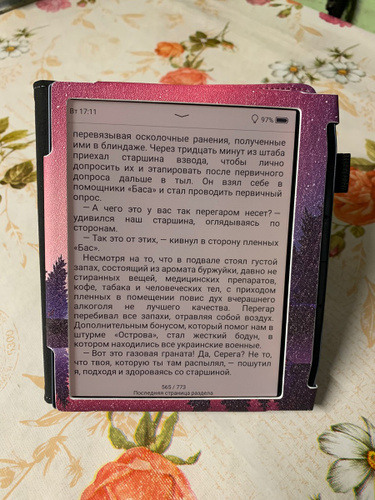 Вт 17:11
97%
перевязывая осколочные ранения, полученные
ими в блиндаже. Через тридцать минут из штаба
приехал старшина взвода, чтобы лично
допросить их и этапировать после первичного
допроса дальше в тыл. Он взял себе в
помощники «Баса» и стал проводить первичный
опрос.
– А чего это у вас так перегаром несет? –
удивился наш старшина, оглядываясь по
сторонам.
– Так это от этих, – кивнул в сторону пленных
«Бас».
Несмотря на то, что в подвале стоял густой
запах, состоящий из аромата буржуйки, давно не
стиранных вещей, медицинских препаратов,
кофе, табака и человеческих тел, с приходом
пленных в помещении повис дух вчерашнего
алкоголя не лучшего качества. Перегар
перебивал все запахи, отравляя собой воздух.
Дополнительным бонусом, который помог нам в
штурме «Острова», стал жесткий бодун, в
котором находились все украинские военные.
– Вот это газовая граната! Да, Серега? Не то,
что твоя, которую ты там распылял, – пошутил
я, подходя и здороваясь со старшиной.
565 / 773
Последняя страница раздела